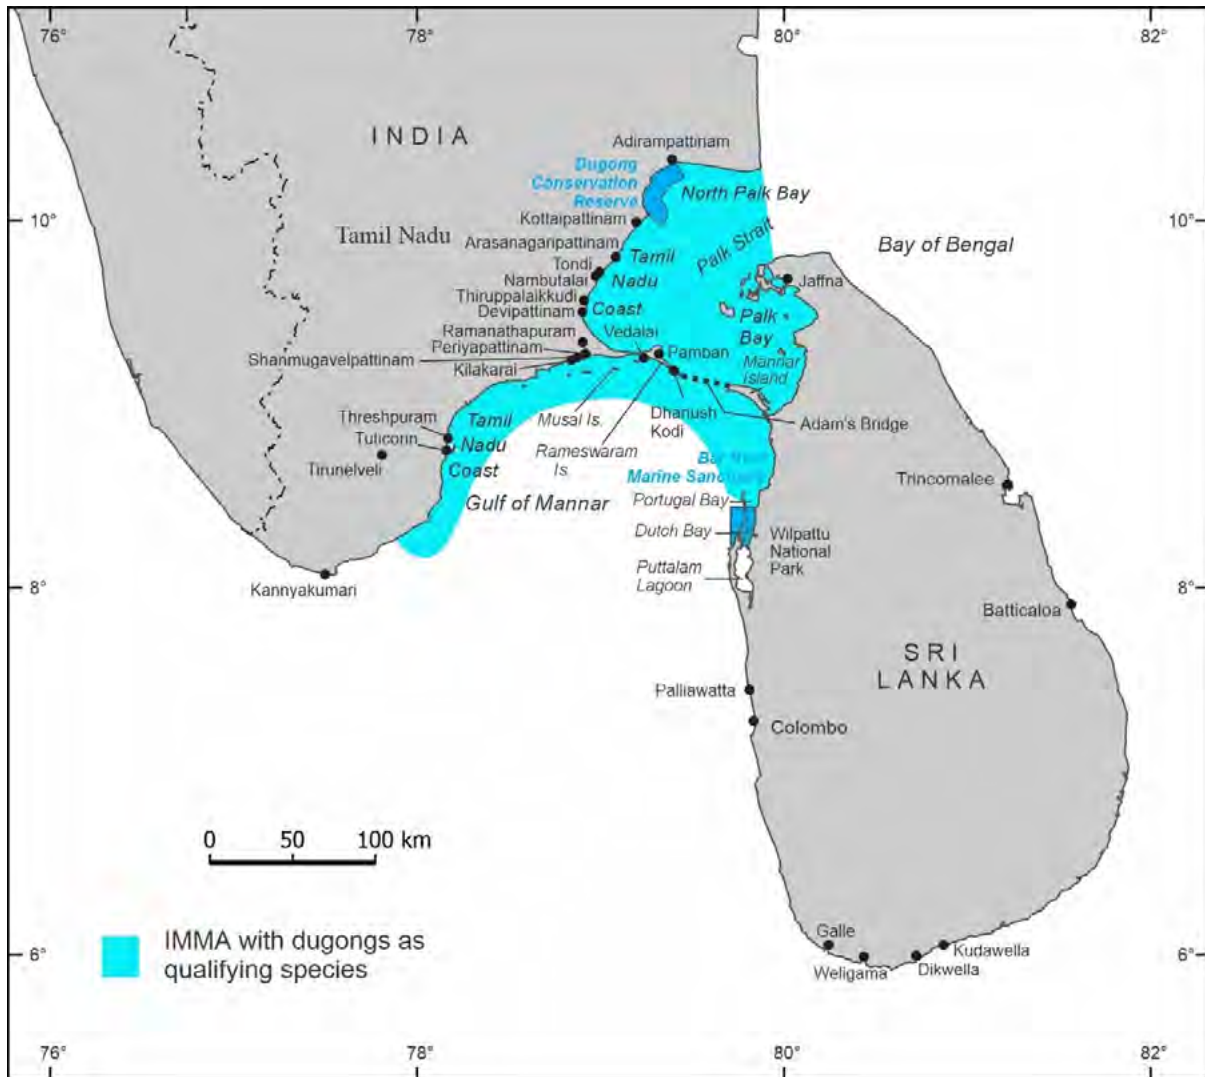 76°
78°
80°
82°
INDIA
Adirampattinam
Dugong
Conservation
Reserve
North Palk Bay
10°
10°
Kottaipattinam
Tamil Nadu
Palk Strait
Bay of Bengal
Arasanagaripattinam
Tamil
Nadu
Coast
Tondi
Nambutalai
Jaffna
Thiruppalaikkudi
Devipattinam
Palk
Bay
Ramanathapuram
Vedalai
Periyapattinam
Pamban
Shanmugavelpattinam
Kilakarai
Mannar
Island
Musal Is.
Dhanush
Kodi
Adam's Bridge
Threshpuram
Tamil
Nadu
Coast
Tuticorin
Tirunelveli
Rameswaram
Is.
Marine
Trincomalee
Gulf of Mannar
Portugal Bay
Dutch Bay
Wilpattu
National
Park
Puttalam
Lagoon
8°
8°
Kannyakumari
Batticaloa
SRI
LANKA
Palliawatta
Colombo
0 50 100 km
IMMA with dugongs as
qualifying species
Galle
Weligama
Dikwella
Kudawella
6°
6°
76°
78°
80°
82°